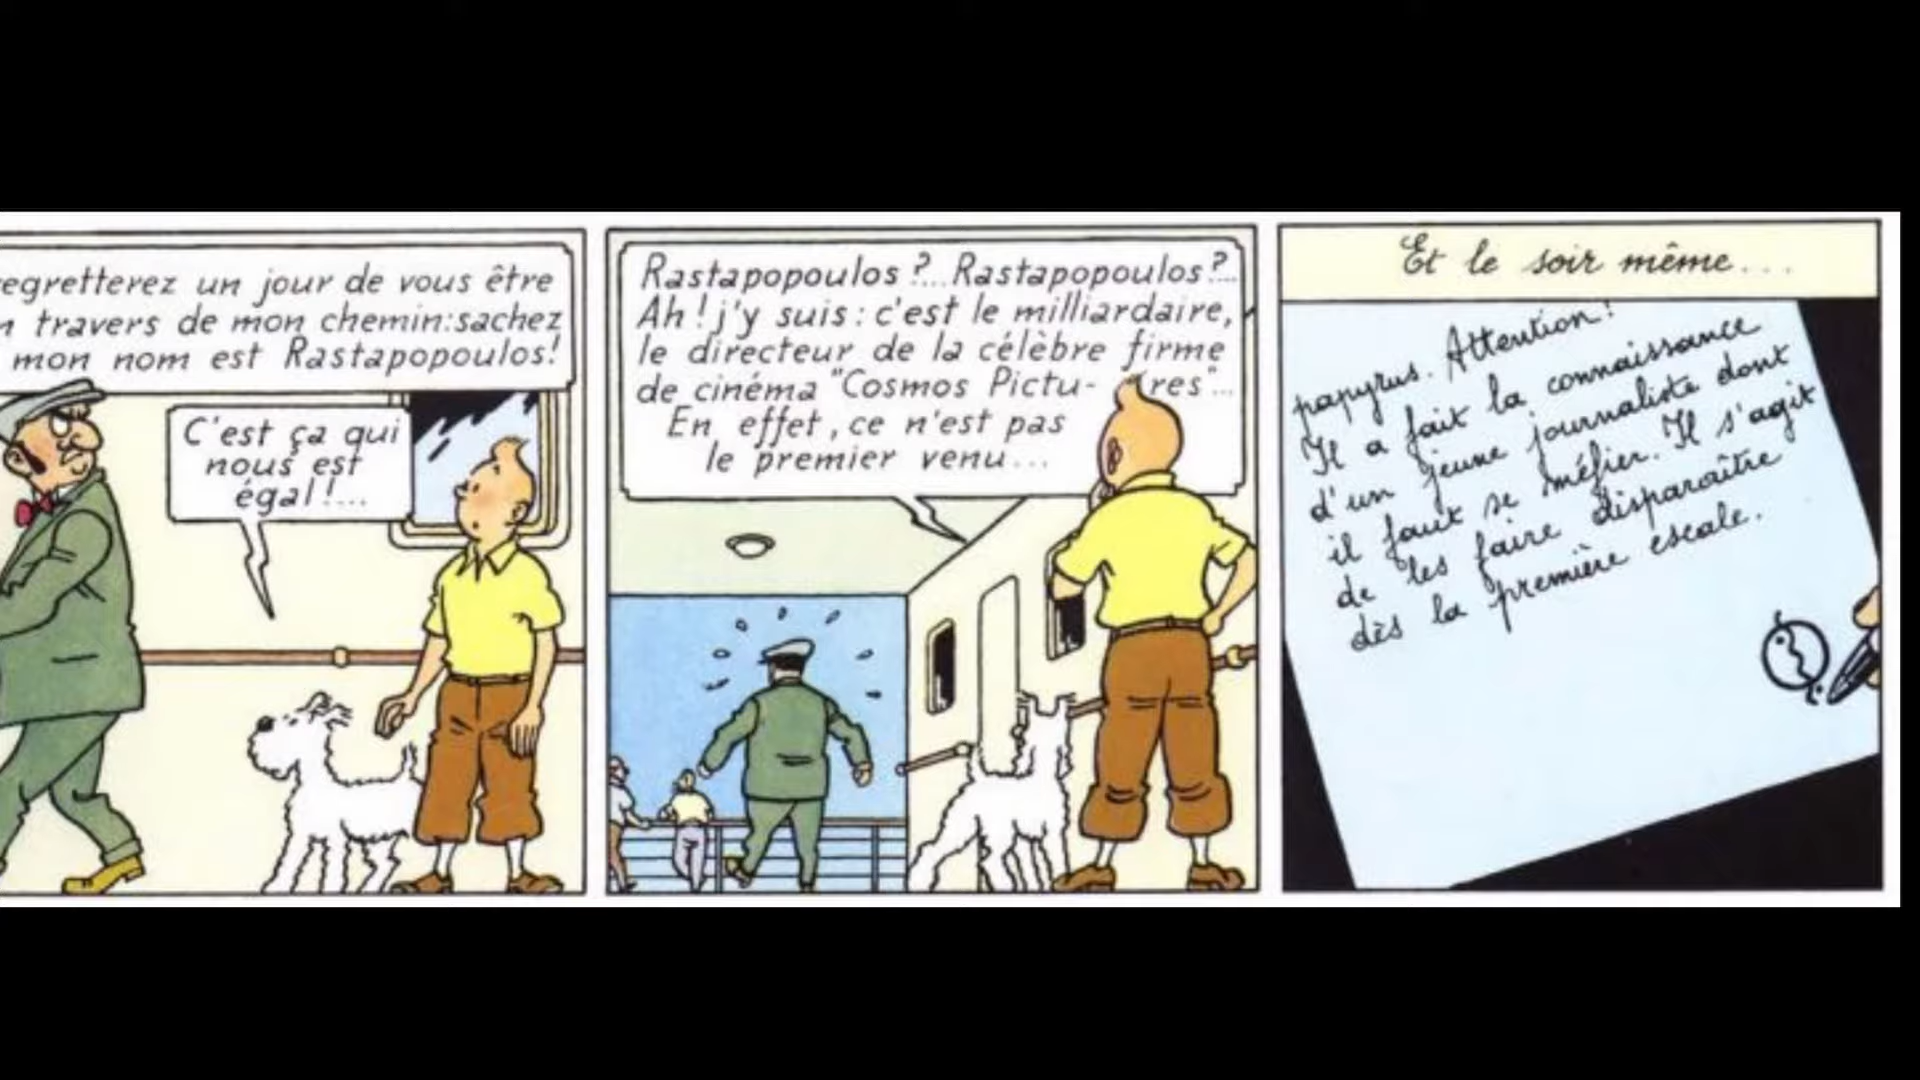 regretterez un jour de vous être
travers de mon chemin:sachez
mon nom est Rastapopoulos!
C'est ça qui
nous est
égal!...
Rastapopoulos?...Rastapopoulos?...
Ah! j'y suis: c'est le milliardaire,
le directeur de la célèbre firme
de cinéma "Cosmos Pictu-res"...
En effet, ce n'est pas
le premier venu...
Et le soir même...
papyrus. Attention!
Il a fait la connaissance
d'un jeune journaliste dont
il faut se méfier. Il s'agit
de les faire disparaître
dès la première escale.